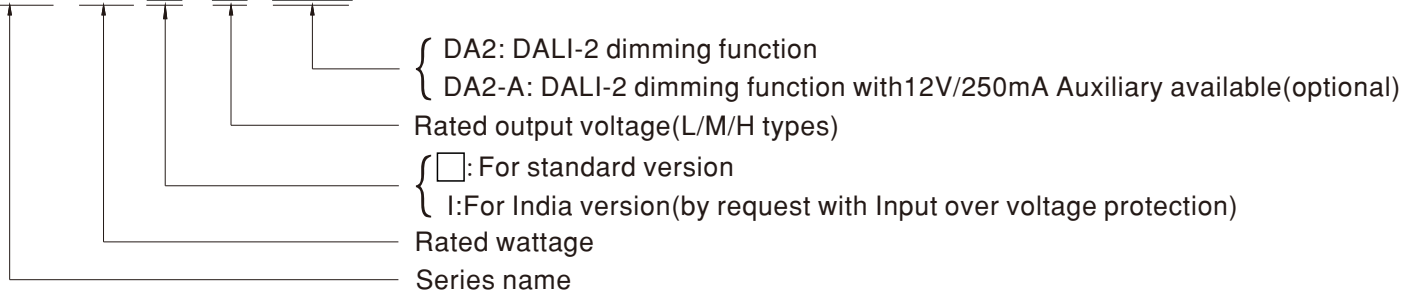 DA2: DALI-2 dimming function
DA2-A: DALI-2 dimming function with12V/250mA Auxiliary available(optional)
Rated output voltage(L/M/H types)
□: For standard version
I:For India version(by request with Input over voltage protection)
Rated wattage
Series name